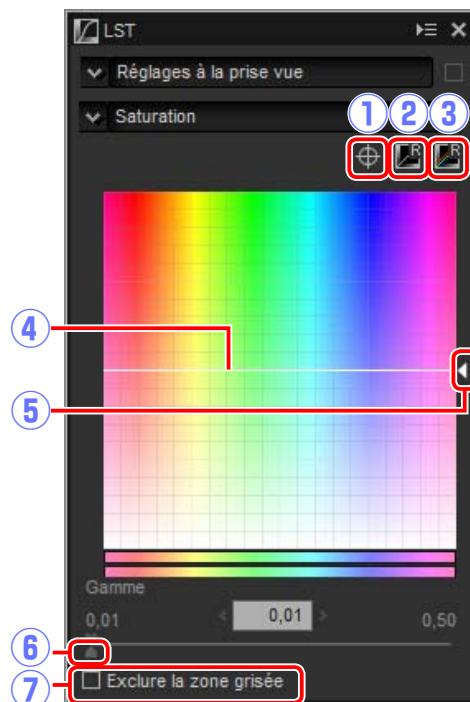 LST
Réglages à la prise vue
Saturation
1 2 3
R R
4
5
Gamme
0,01 0,01 0,50
6
7 Exclure la zone grisée